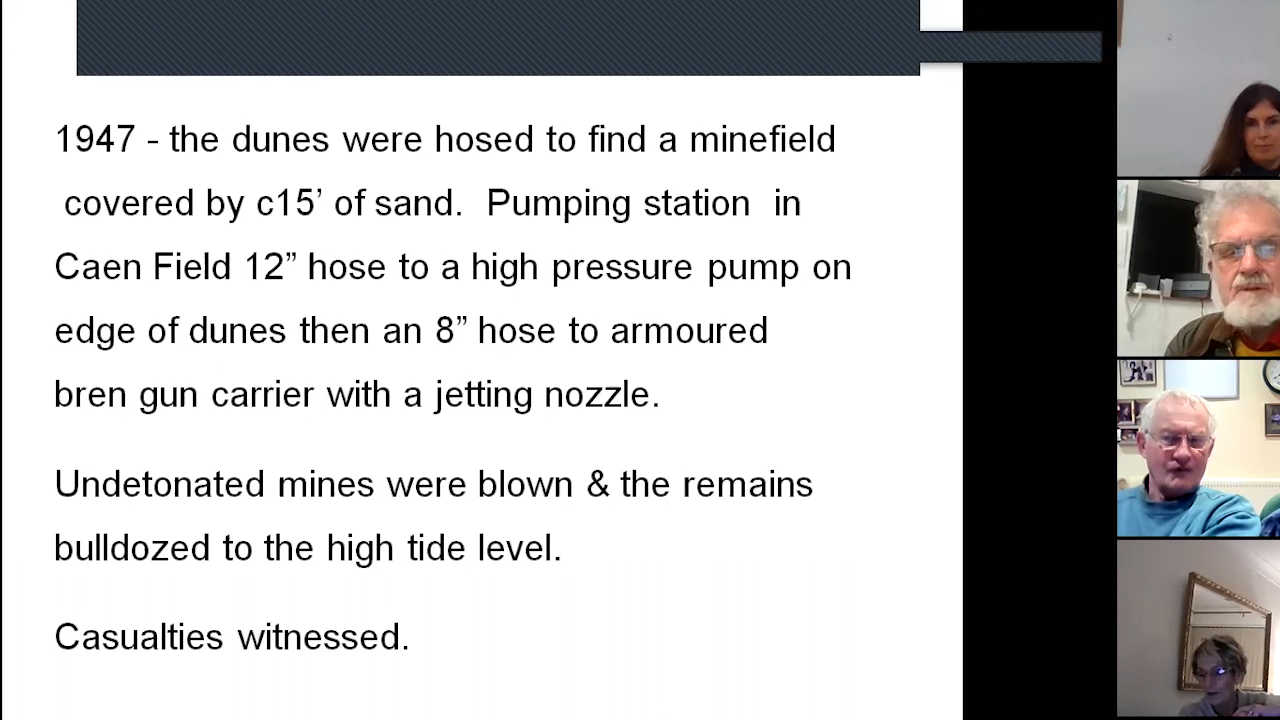 1947 - the dunes were hosed to find a minefield
covered by c15’ of sand.  Pumping station  in
Caen Field 12” hose to a high pressure pump on
edge of dunes then an 8” hose to armoured
bren gun carrier with a jetting nozzle.
Undetonated mines were blown & the remains
bulldozed to the high tide level.
Casualties witnessed.